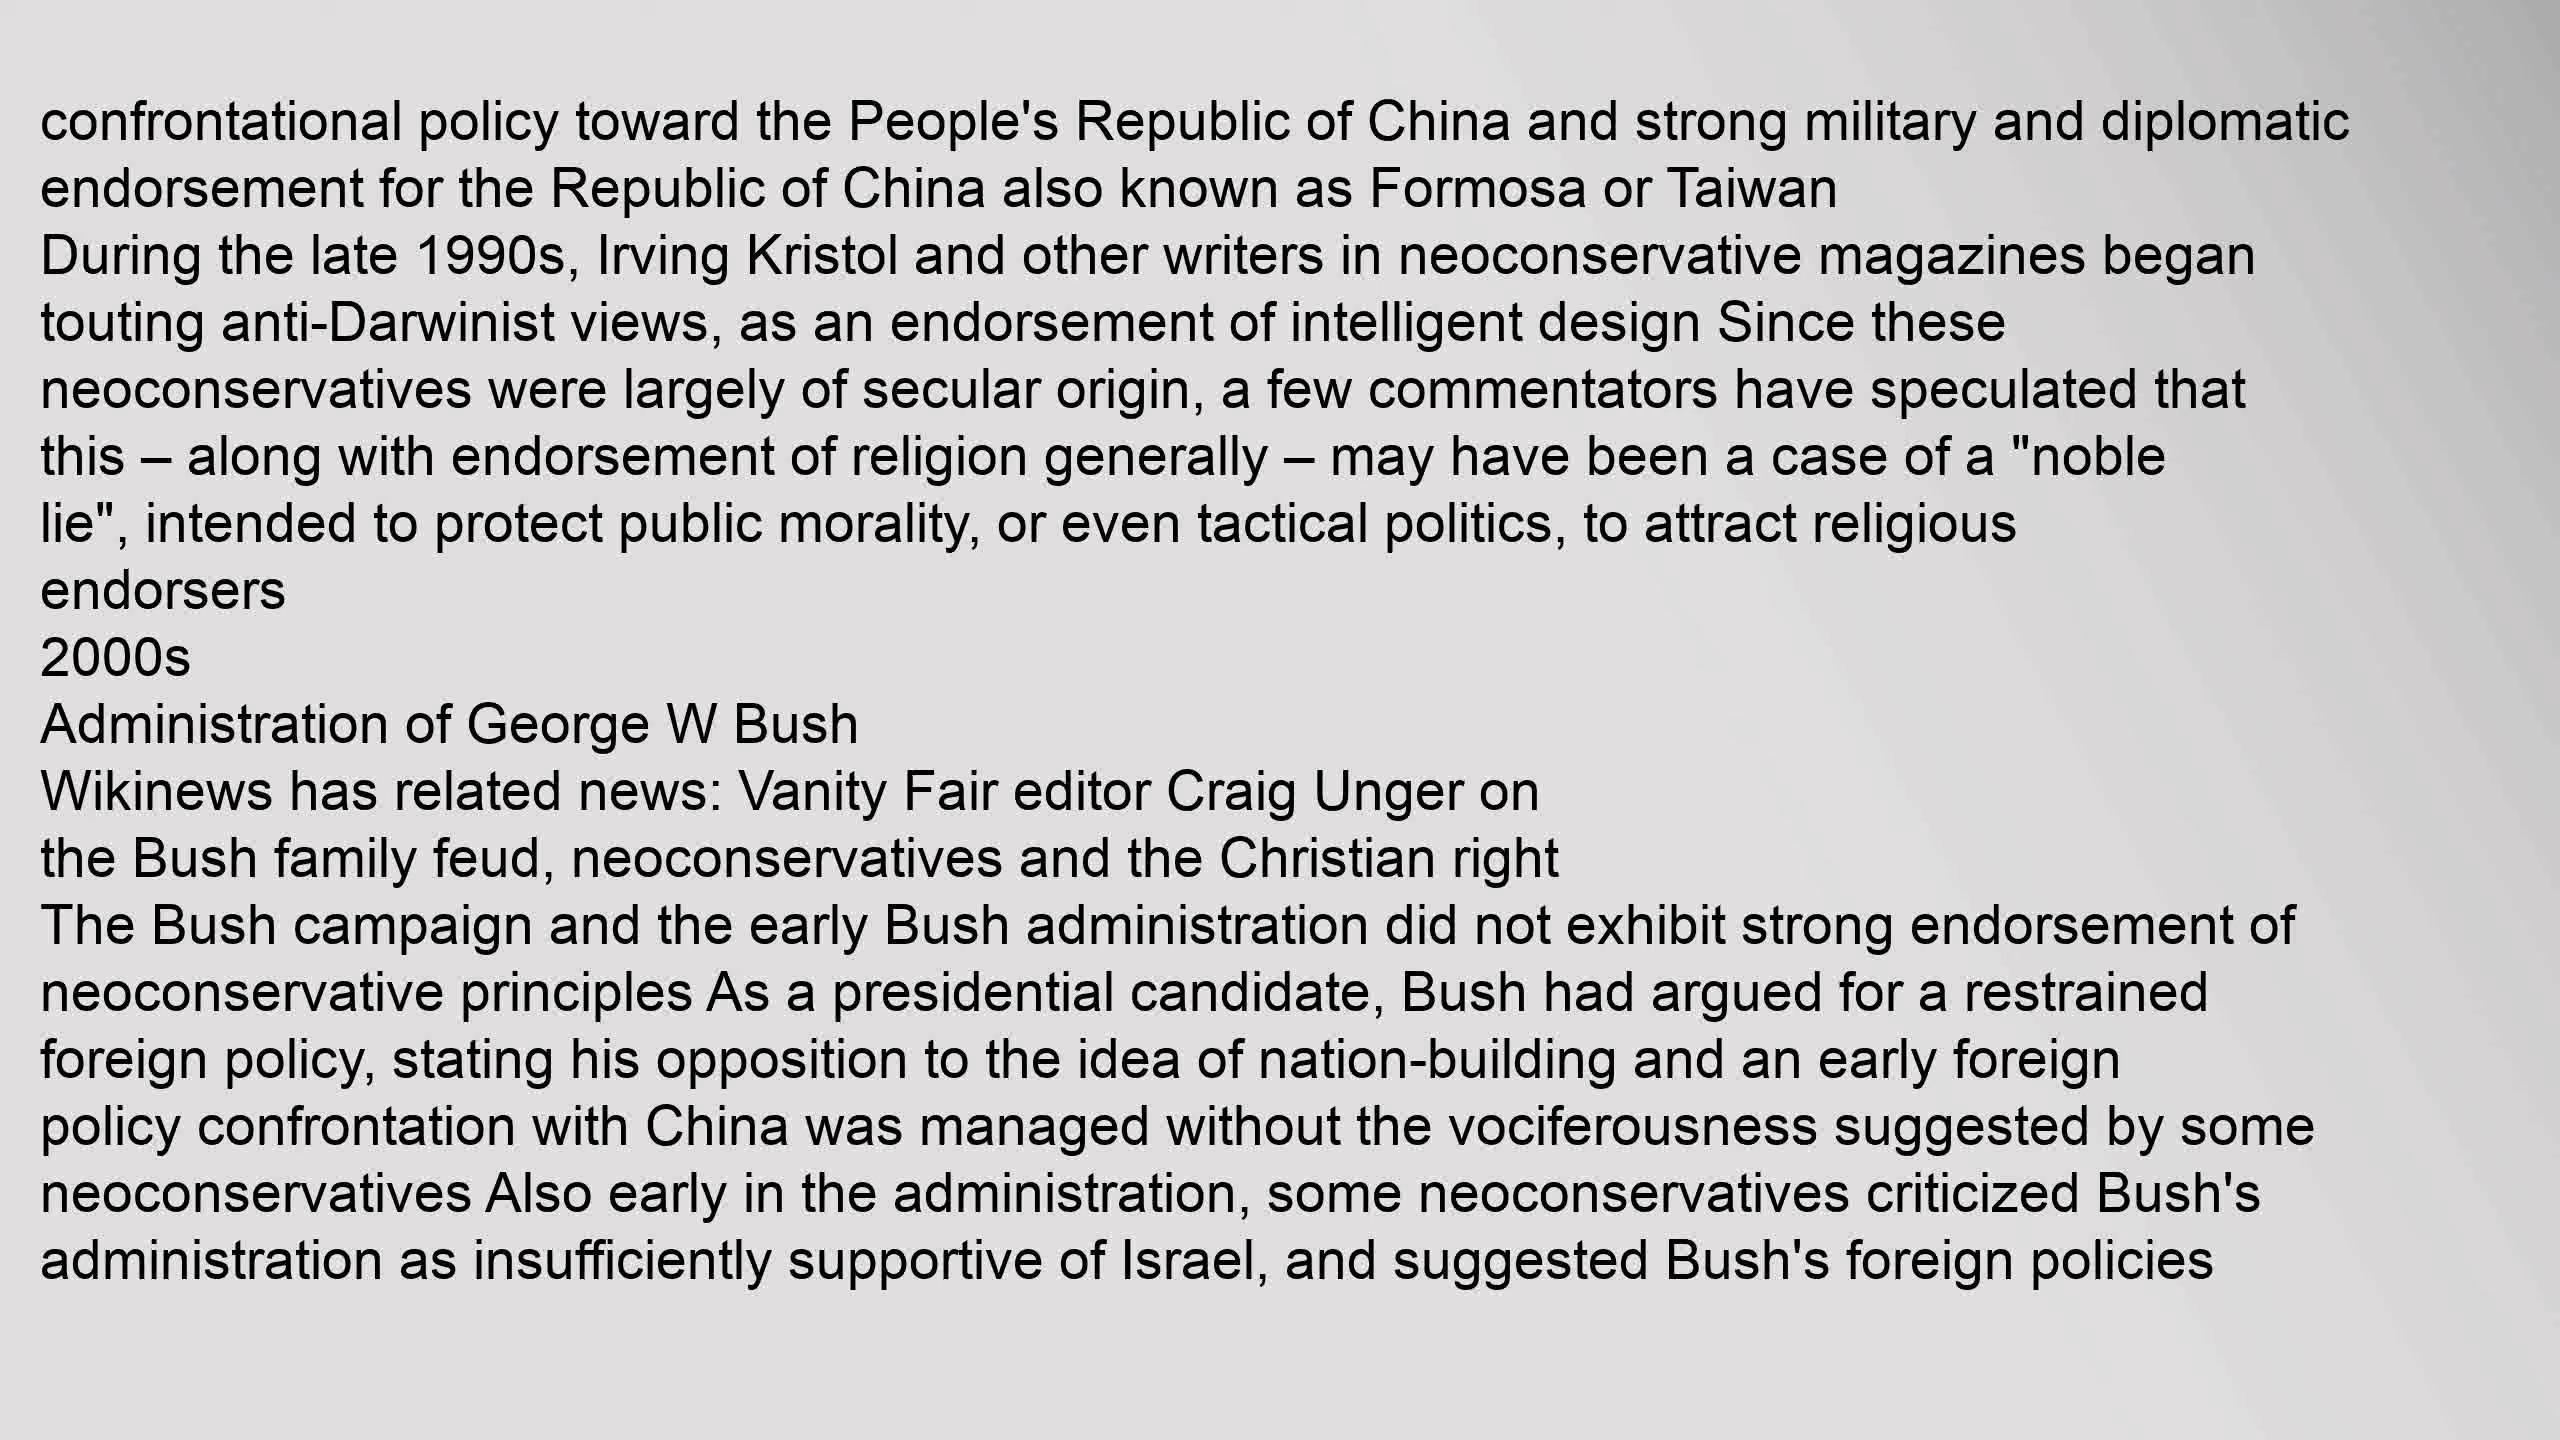 confrontational policy toward the People's Republic of China and strong military and diplomatic
endorsement for the Republic of China also known as Formosa or Taiwan
During the late 1990s, Irving Kristol and other writers in neoconservative magazines began
touting anti-Darwinist views, as an endorsement of intelligent design Since these
neoconservatives were largely of secular origin, a few commentators have speculated that
this – along with endorsement of religion generally – may have been a case of a "noble
lie", intended to protect public morality, or even tactical politics, to attract religious
endorsers
2000s
Administration of George W Bush
Wikinews has related news: Vanity Fair editor Craig Unger on
the Bush family feud, neoconservatives and the Christian right
The Bush campaign and the early Bush administration did not exhibit strong endorsement of
neoconservative principles As a presidential candidate, Bush had argued for a restrained
foreign policy, stating his opposition to the idea of nation-building and an early foreign
policy confrontation with China was managed without the vociferousness suggested by some
neoconservatives Also early in the administration, some neoconservatives criticized Bush's
administration as insufficiently supportive of Israel, and suggested Bush's foreign policies